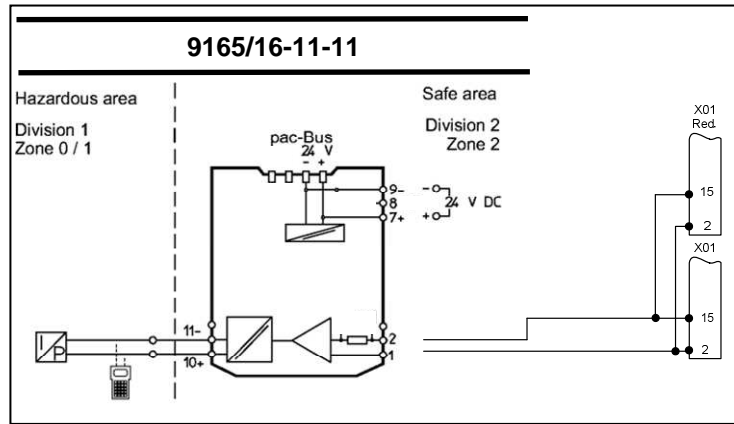 9165/16-11-11
Hazardous area
Safe area
Division 1
Zone 0 / 1
Division 2
Zone 2
pac-Bus
24 V
- +
9-
8
7+
- 24 V DC
+
11-
10+
2
1
I
P
X01
Red.
15
2
X01
15
2